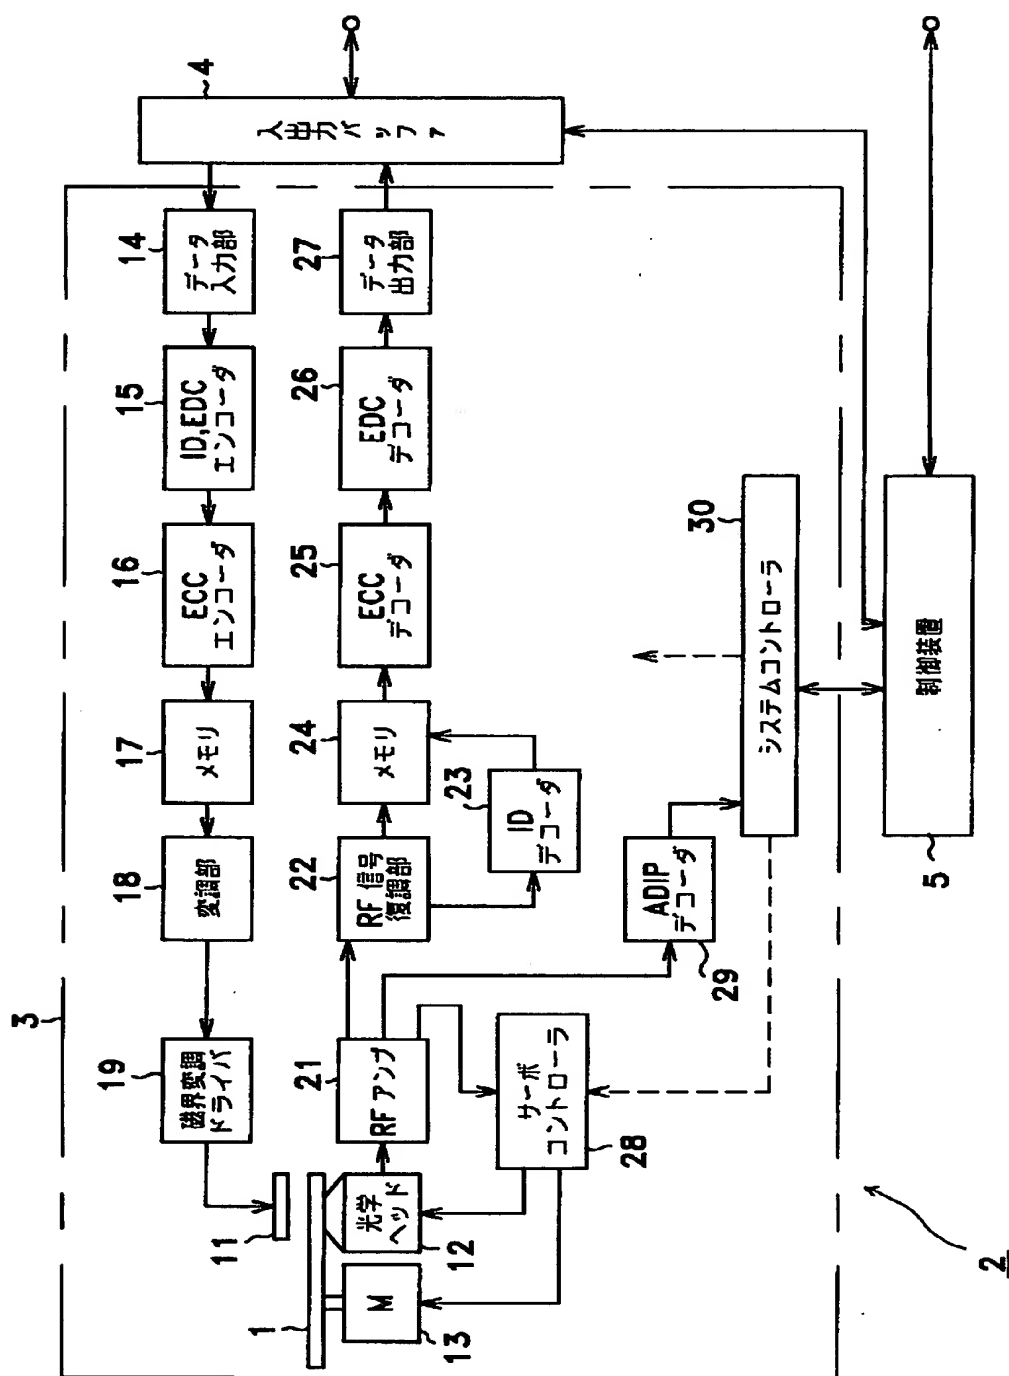 3
19
磁界変調
ドライバ
18
変調部
17
メモリ
16
ECC
エンコーダ
15
ID,EDC
エンコーダ
14
データ
入力部
4
入出力バッファ
11
1
M
13
光学
ヘッド
12
21
RFアンプ
22
RF信号
復調部
24
メモリ
25
ECC
デコーダ
26
EDC
デコーダ
27
データ
出力部
23
ID
デコーダ
サーボ
コントローラ
28
ADIP
デコーダ
29
30
システムコントローラ
制御装置
5
2